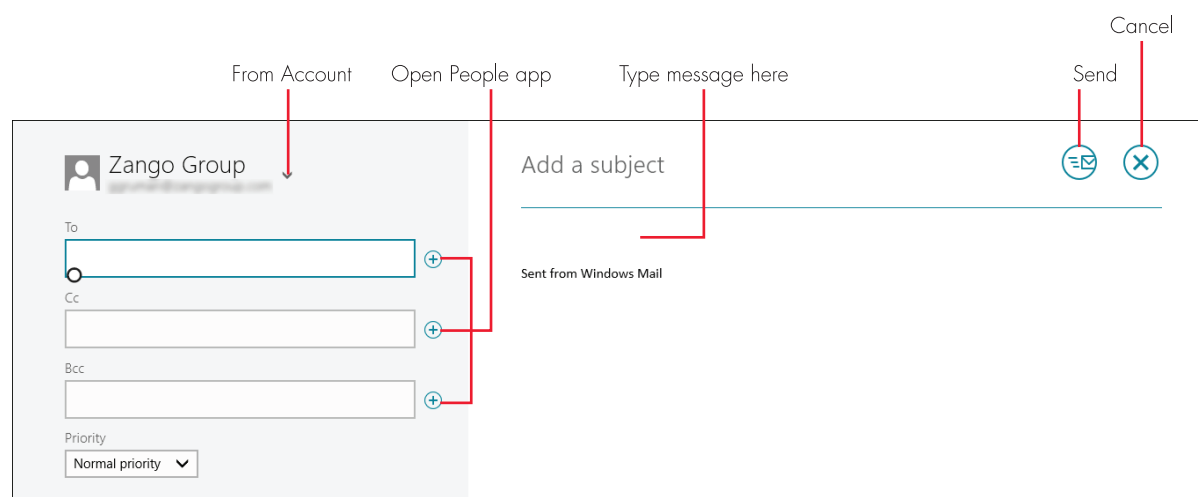 Cancel
From Account
Open People app
Type message here
Send
Zango Group
Add a subject
To
Sent from Windows Mail
Cc
Bcc
Priority
Normal priority